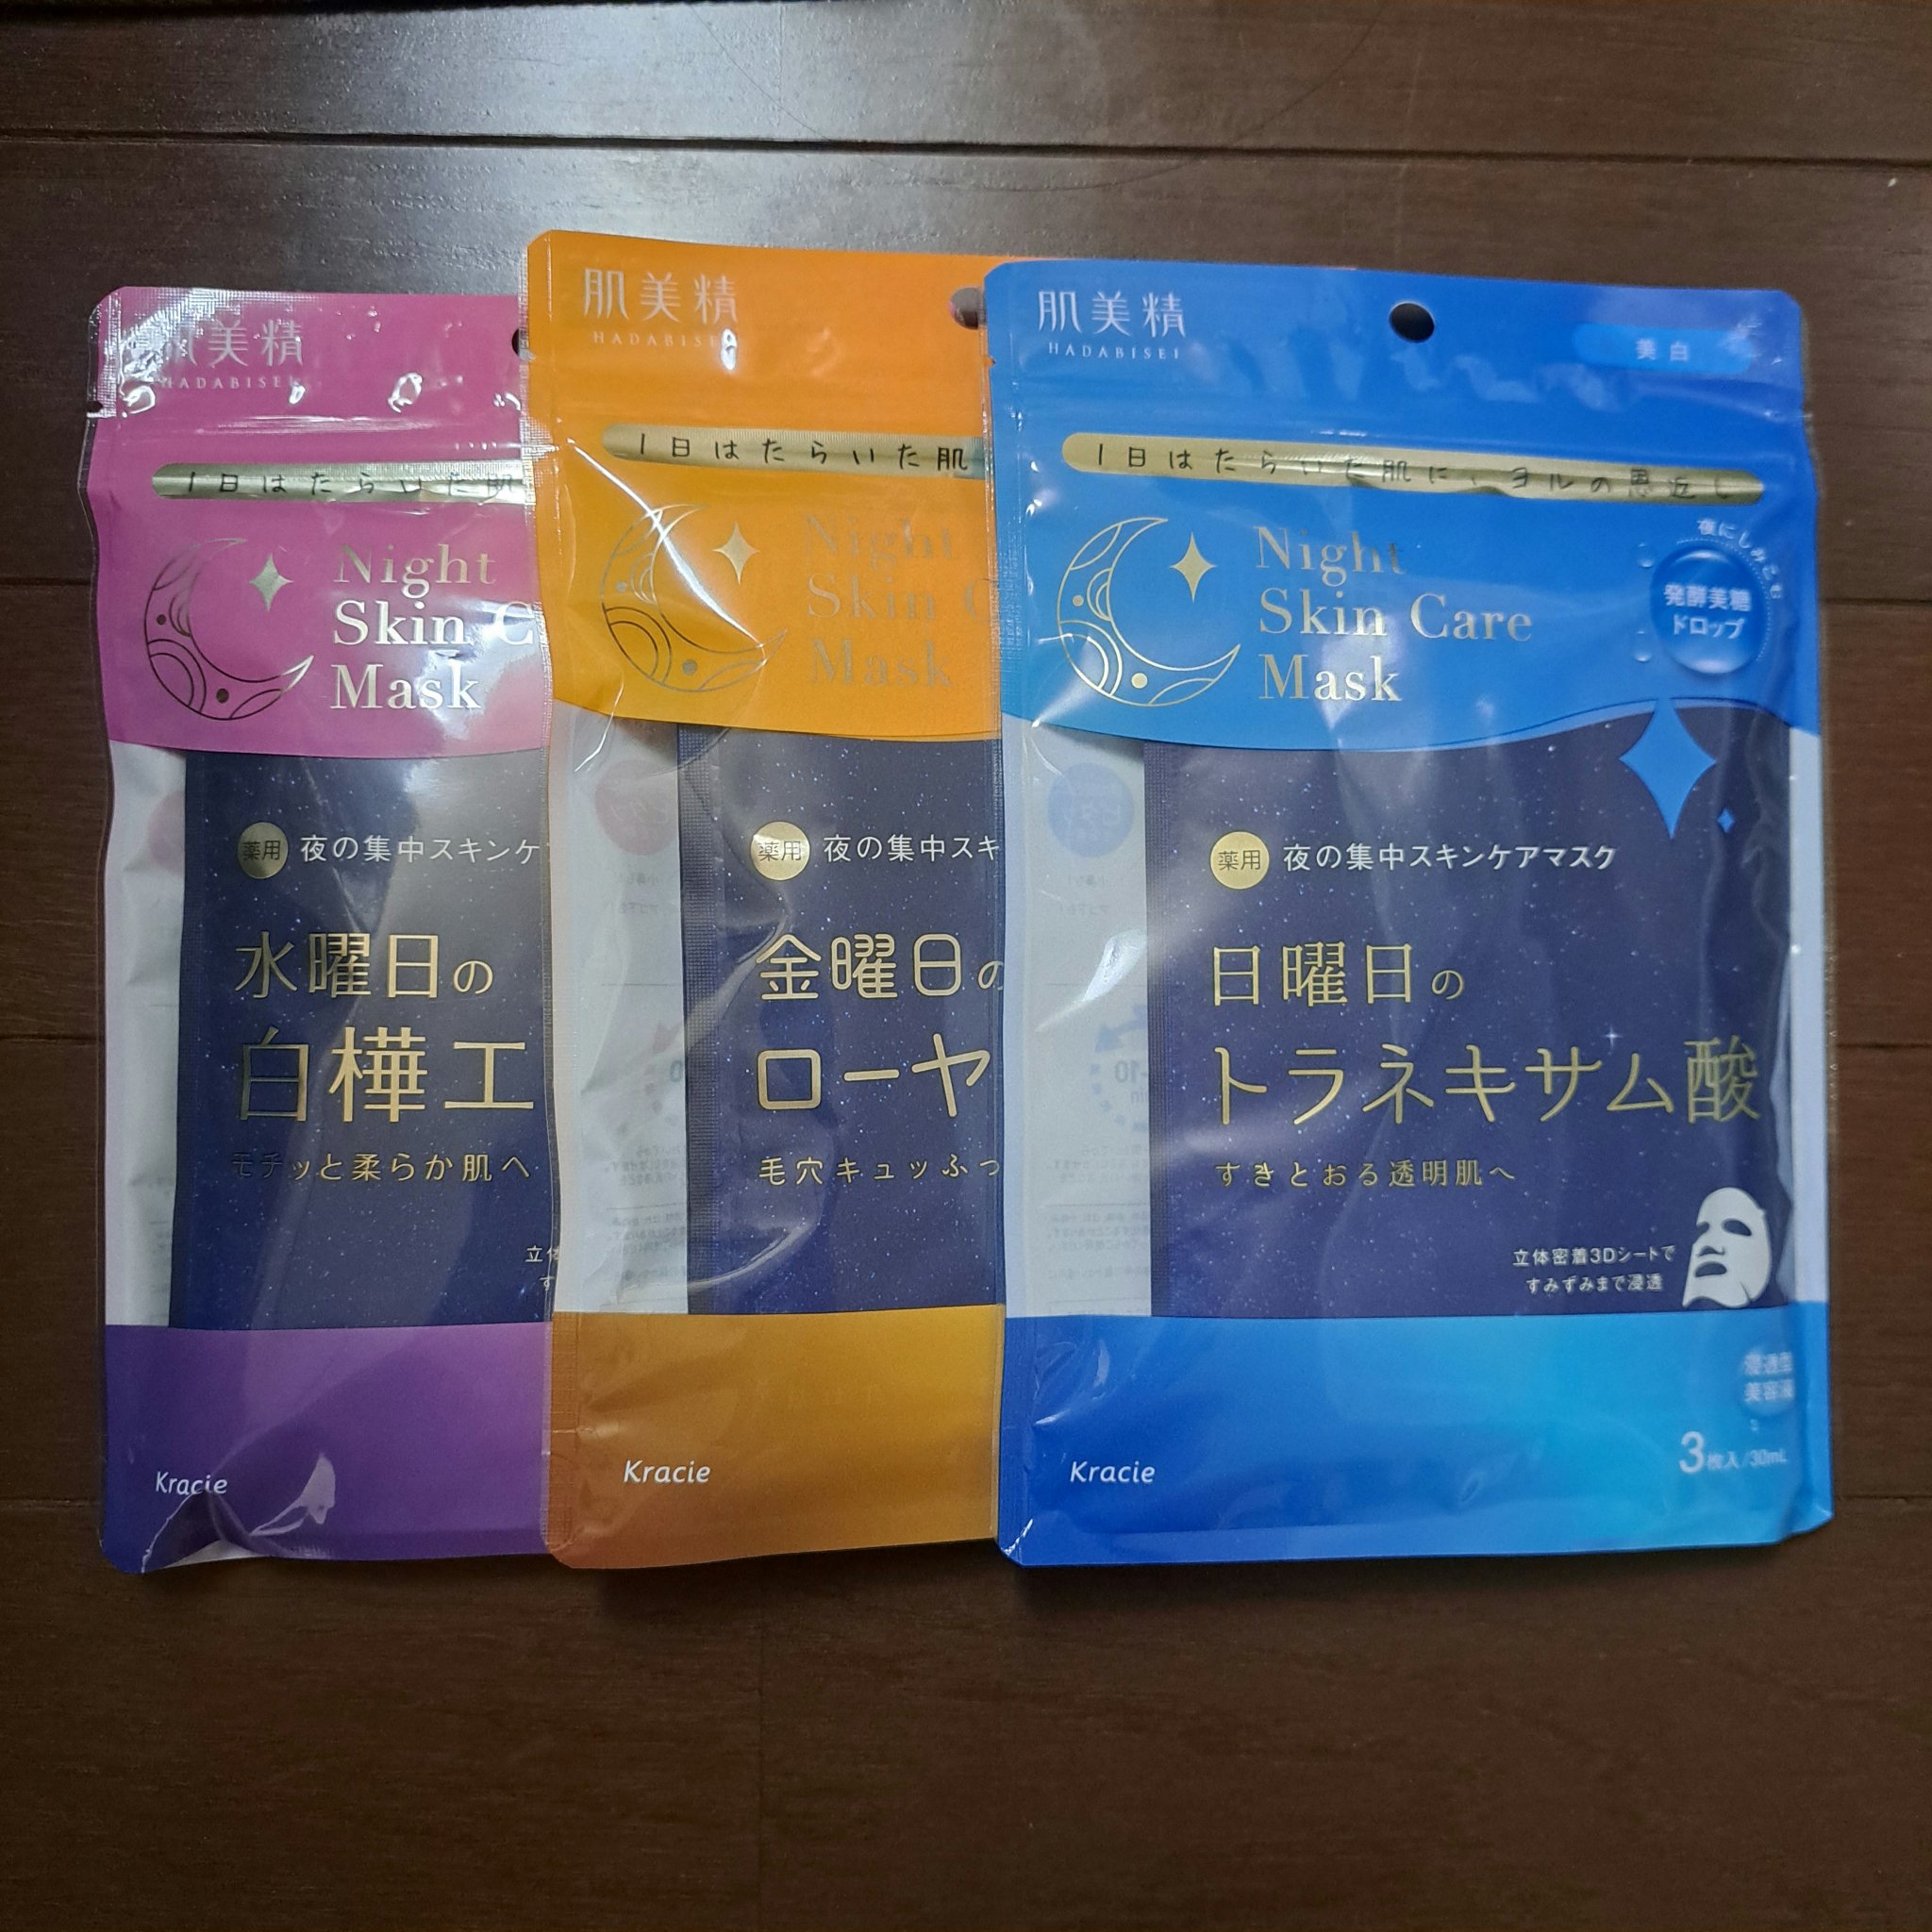 肌美精
HADABISEI
1日はたらいた肌
Night
Skin C
Mask
薬用 夜の集中スキンケ
水曜日の
白樺エ
モチッと柔らか肌へ
立体
す
Kracie
肌美精
HADABISEI
1日はたらいた肌
Night
Skin C
Mask
薬用 夜の集中スキ
金曜日の
ローヤ
毛穴キュッふっ
Kracie
肌美精
HADABISEI
美白
1日はたらいた肌に、ヨルの恩返し
Night
Skin Care
Mask
夜にしみこむ
発酵美糖
ドロップ
薬用 夜の集中スキンケアマスク
日曜日の
トラネキサム酸
すきとおる透明肌へ
立体密着3Dシートで
すみずみまで浸透
浸透型
美容液
Kracie
3枚入/30mL